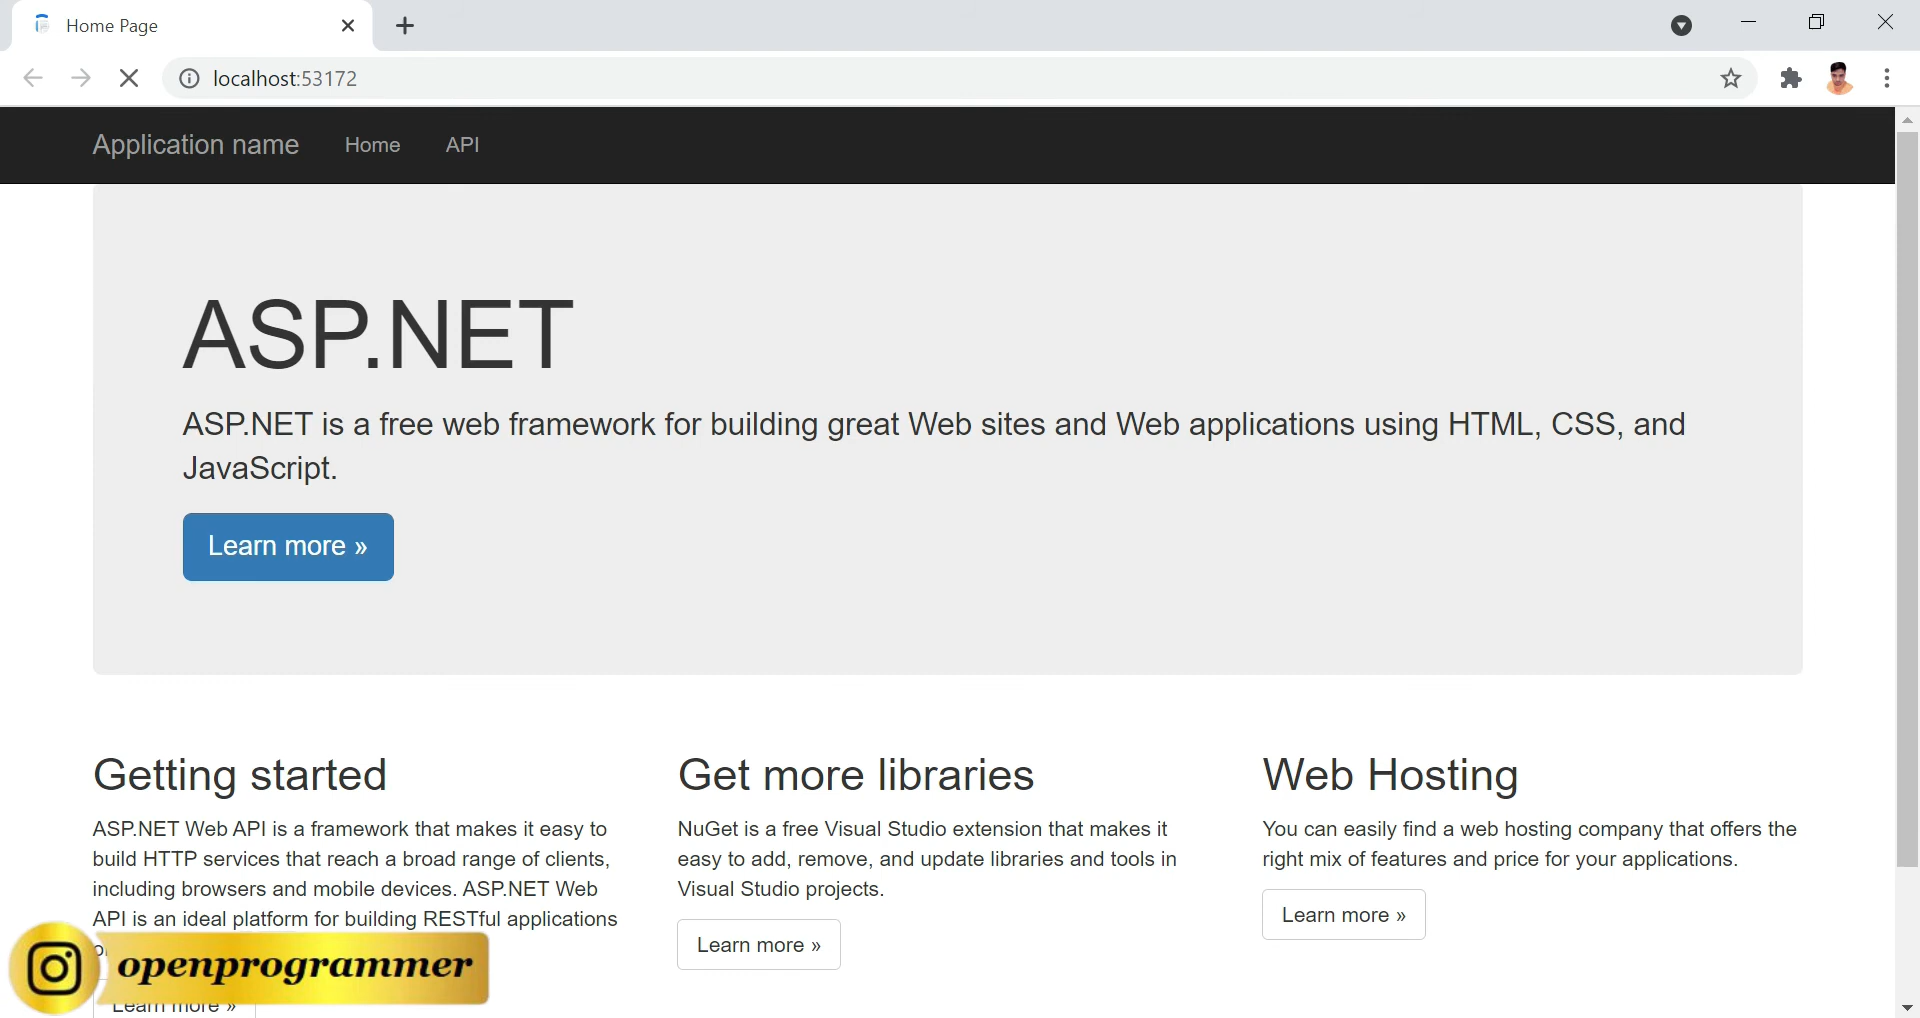 Home Page
localhost:53172
Application name Home API
ASP.NET
ASP.NET is a free web framework for building great Web sites and Web applications using HTML, CSS, and
JavaScript.
Learn more »
Getting started
ASP.NET Web API is a framework that makes it easy to
build HTTP services that reach a broad range of clients,
including browsers and mobile devices. ASP.NET Web
API is an ideal platform for building RESTful applications
Learn more »
Get more libraries
NuGet is a free Visual Studio extension that makes it
easy to add, remove, and update libraries and tools in
Visual Studio projects.
Learn more »
Web Hosting
You can easily find a web hosting company that offers the
right mix of features and price for your applications.
Learn more »
openprogrammer